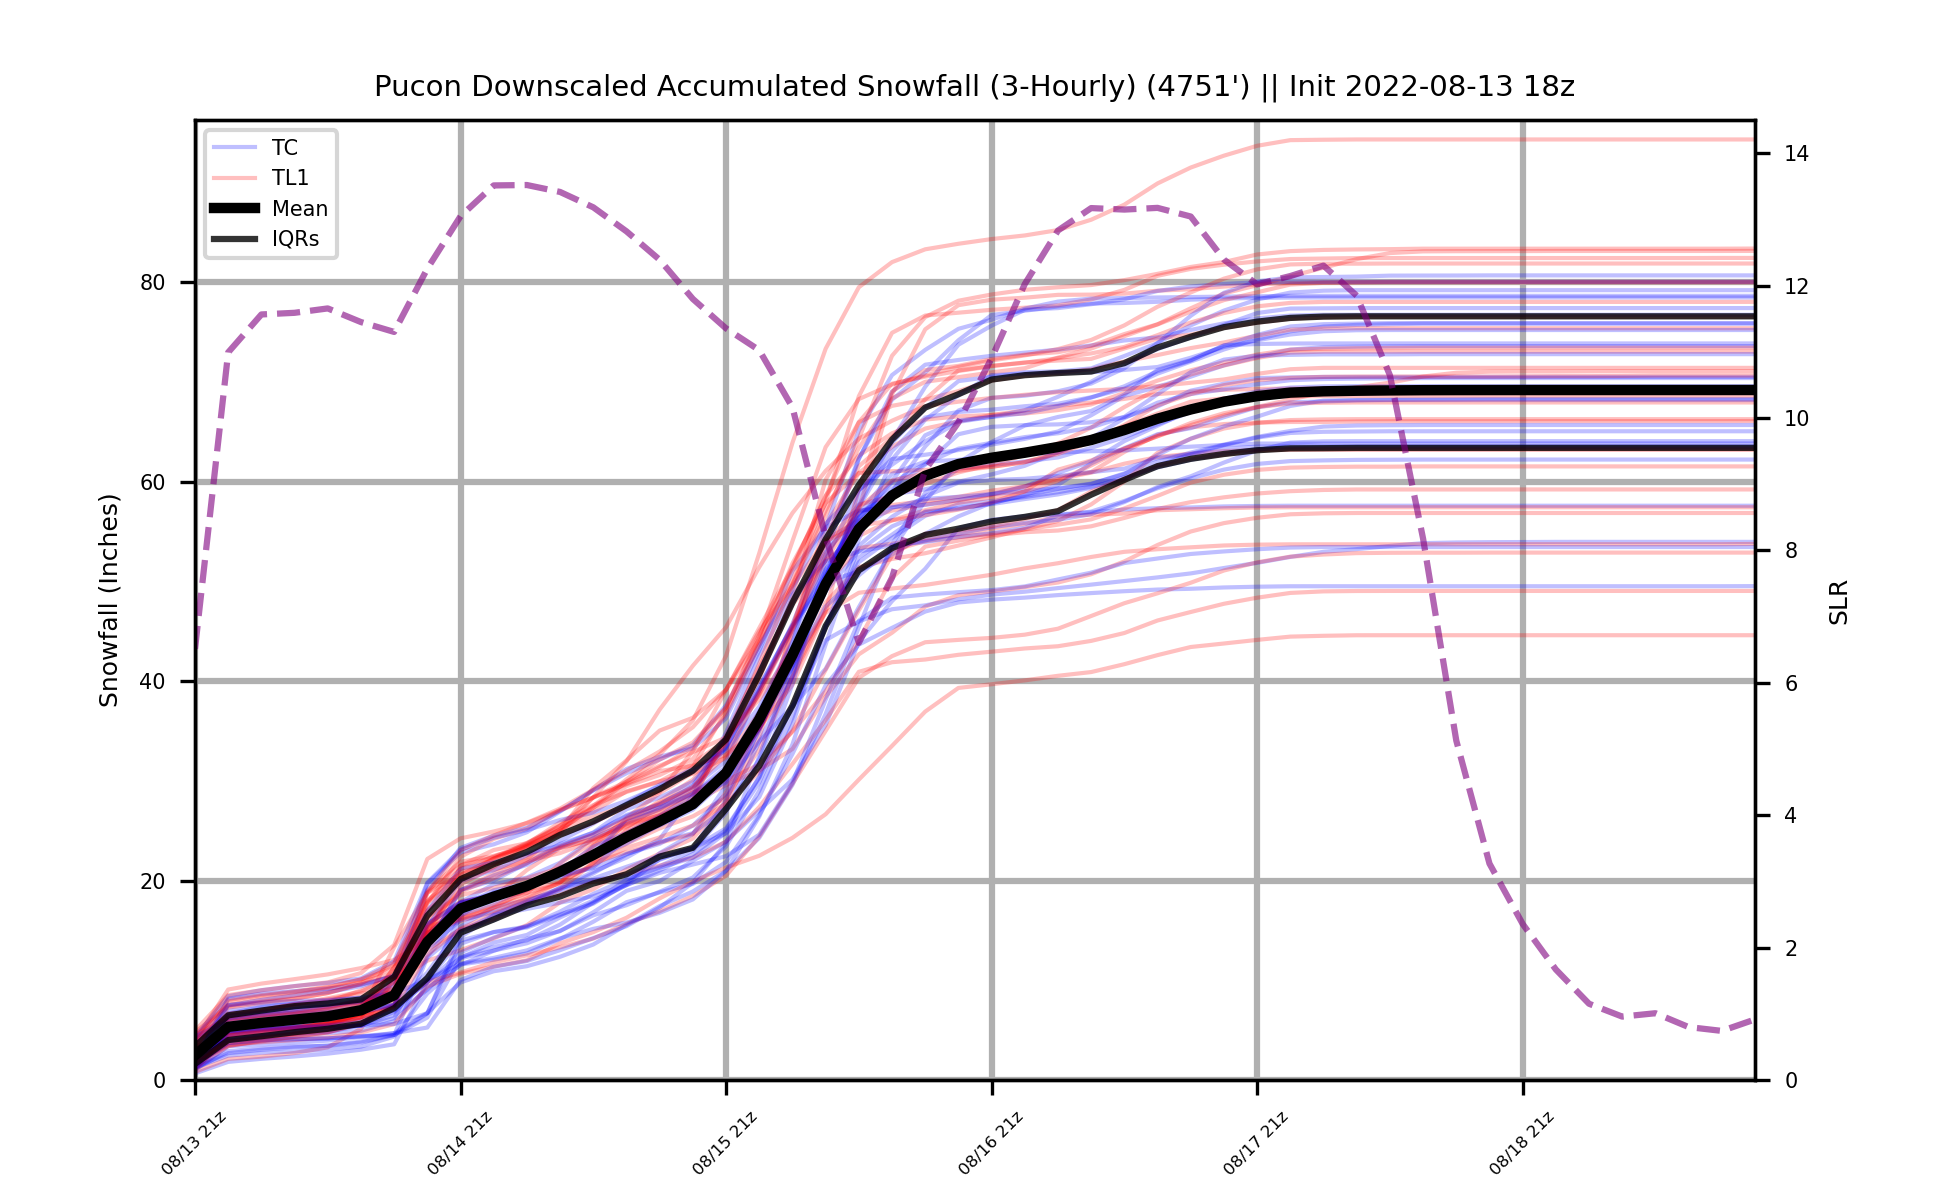 Pucon Downscaled Accumulated Snowfall (3-Hourly) (4751') || Init 2022-08-13 18z
TC
TL1
Mean
IQRs
Snowfall (Inches)
80
60
40
20
0
SLR
14
12
10
8
6
4
2
0
08/13 21z
08/14 21z
08/15 21z
08/16 21z
08/17 21z
08/18 21z